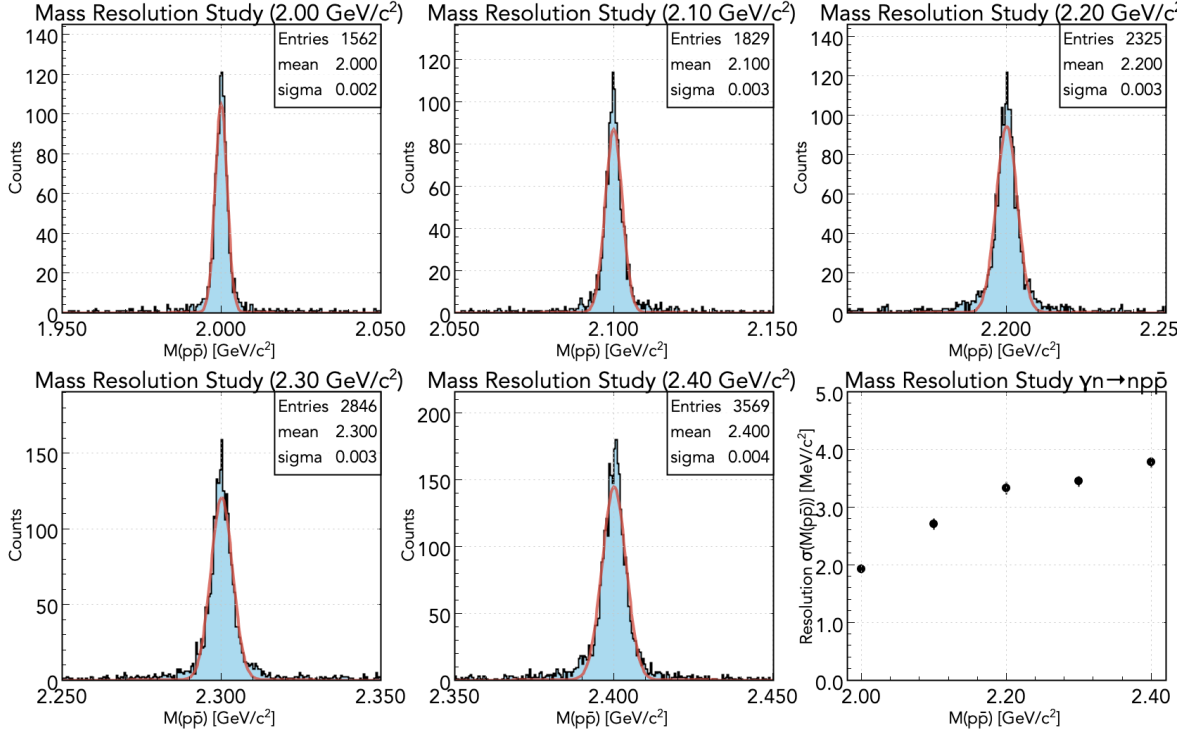 Mass Resolution Study (2.00 GeV/c²)
Entries 1562
mean 2.000
sigma 0.002
Counts
140
120
100
80
60
40
20
0
1.950 2.000 2.050
M(pp̄) [GeV/c²]
Mass Resolution Study (2.10 GeV/c²)
Entries 1829
mean 2.100
sigma 0.003
Counts
140
120
100
80
60
40
20
0
2.050 2.100 2.150
M(pp̄) [GeV/c²]
Mass Resolution Study (2.20 GeV/c²
Entries 2325
mean 2.200
sigma 0.003
Counts
140
120
100
80
60
40
20
0
2.200 2.25
M(pp̄) [GeV/c²]
Mass Resolution Study (2.30 GeV/c²)
Entries 2846
mean 2.300
sigma 0.003
Counts
150
100
50
0
2.250 2.300 2.350
M(pp̄) [GeV/c²]
Mass Resolution Study (2.40 GeV/c²)
Entries 3569
mean 2.400
sigma 0.004
Counts
200
150
100
50
0
2.350 2.400 2.450
M(pp̄) [GeV/c²]
Mass Resolution Study γn→npp̄
Resolution σ(M(pp̄)) [MeV/c²]
5.0
4.0
3.0
2.0
1.0
0.0
2.00 2.20 2.40
M(pp̄) [GeV/c²]